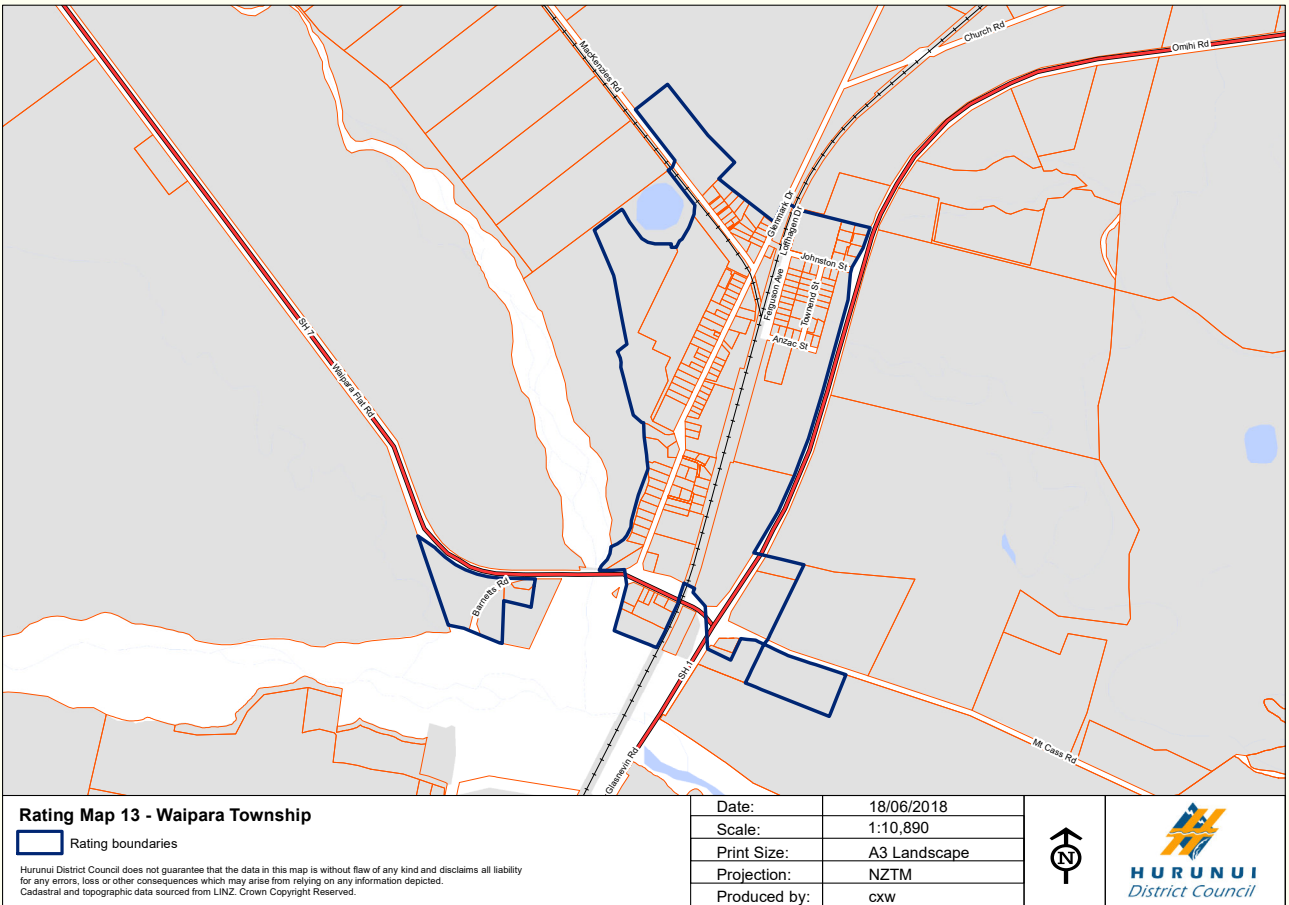 Church Rd
Omihi Rd
MacKenzies Rd
Glenmark Dr
Loffhagen Dr
Johnston St
Ferguson Ave
Townend St
Anzac St
SH 7
Waipara Flat Rd
Barnetts Rd
SH 1
Mt Cass Rd
Glasnevin Rd
Rating Map 13 - Waipara Township
Rating boundaries
Hurunui District Council does not guarantee that the data in this map is without flaw of any kind and disclaims all liability
for any errors, loss or other consequences which may arise from relying on any information depicted.
Cadastral and topographic data sourced from LINZ. Crown Copyright Reserved.
Date: 18/06/2018
Scale: 1:10,890
Print Size: A3 Landscape
Projection: NZTM
Produced by: cxw
N
HURUNUI
District Council